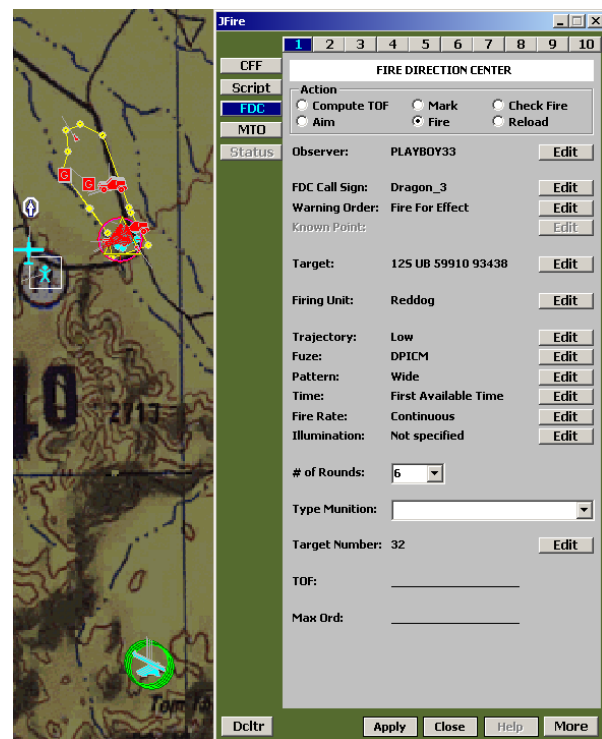 JFire
1 2 3 4 5 6 7 8 9 10
CFF
Script
FDC
MTO
Status
FIRE DIRECTION CENTER
Action
Compute TOF Mark Check Fire
Aim Fire Reload
Observer: PLAYBOY33 Edit
FDC Call Sign: Dragon_3 Edit
Warning Order: Fire For Effect Edit
Known Point: Edit
Target: 12S UB 59910 93438 Edit
Firing Unit: Reddog Edit
Trajectory: Low Edit
Fuze: DPICM Edit
Pattern: Wide Edit
Time: First Available Time Edit
Fire Rate: Continuous Edit
Illumination: Not specified Edit
# of Rounds: 6
Type Munition:
Target Number: 32 Edit
TOF:
Max Ord:
Dcltr Apply Close Help More
G
G
2713